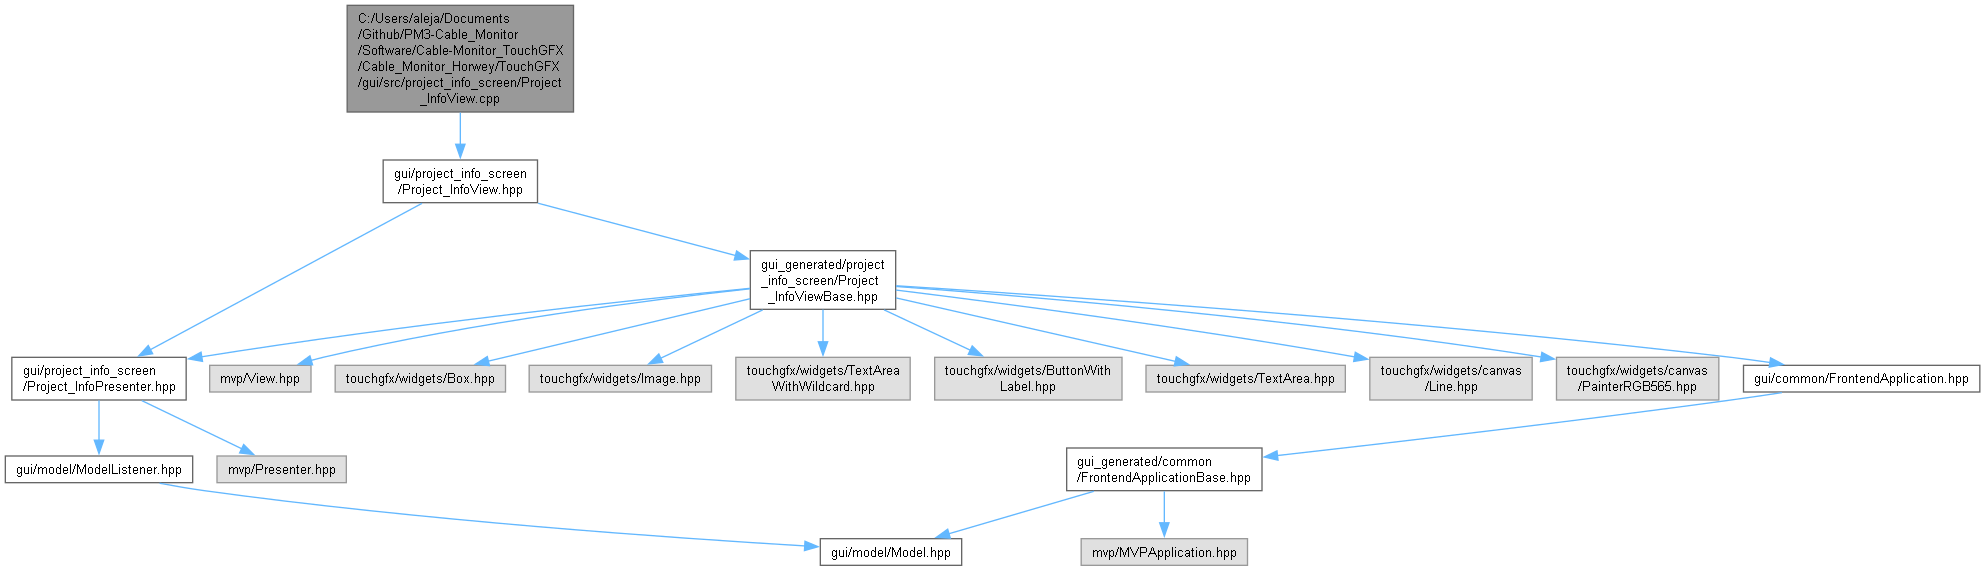 C:/Users/aleja/Documents
/Github/PM3-Cable_Monitor
/Software/Cable-Monitor_TouchGFX
/Cable_Monitor_Horwey/TouchGFX
/gui/src/project_info_screen/Project
_InfoView.cpp
gui/project_info_screen
/Project_InfoView.hpp
gui_generated/project
_info_screen/Project
_InfoViewBase.hpp
gui/project_info_screen
/Project_InfoPresenter.hpp
mvp/View.hpp
touchgfx/widgets/Box.hpp
touchgfx/widgets/Image.hpp
touchgfx/widgets/TextArea
WithWildcard.hpp
touchgfx/widgets/ButtonWith
Label.hpp
touchgfx/widgets/TextArea.hpp
touchgfx/widgets/canvas
/Line.hpp
touchgfx/widgets/canvas
/PainterRGB565.hpp
gui/common/FrontendApplication.hpp
gui/model/ModelListener.hpp
mvp/Presenter.hpp
gui_generated/common
/FrontendApplicationBase.hpp
gui/model/Model.hpp
mvp/MVPApplication.hpp